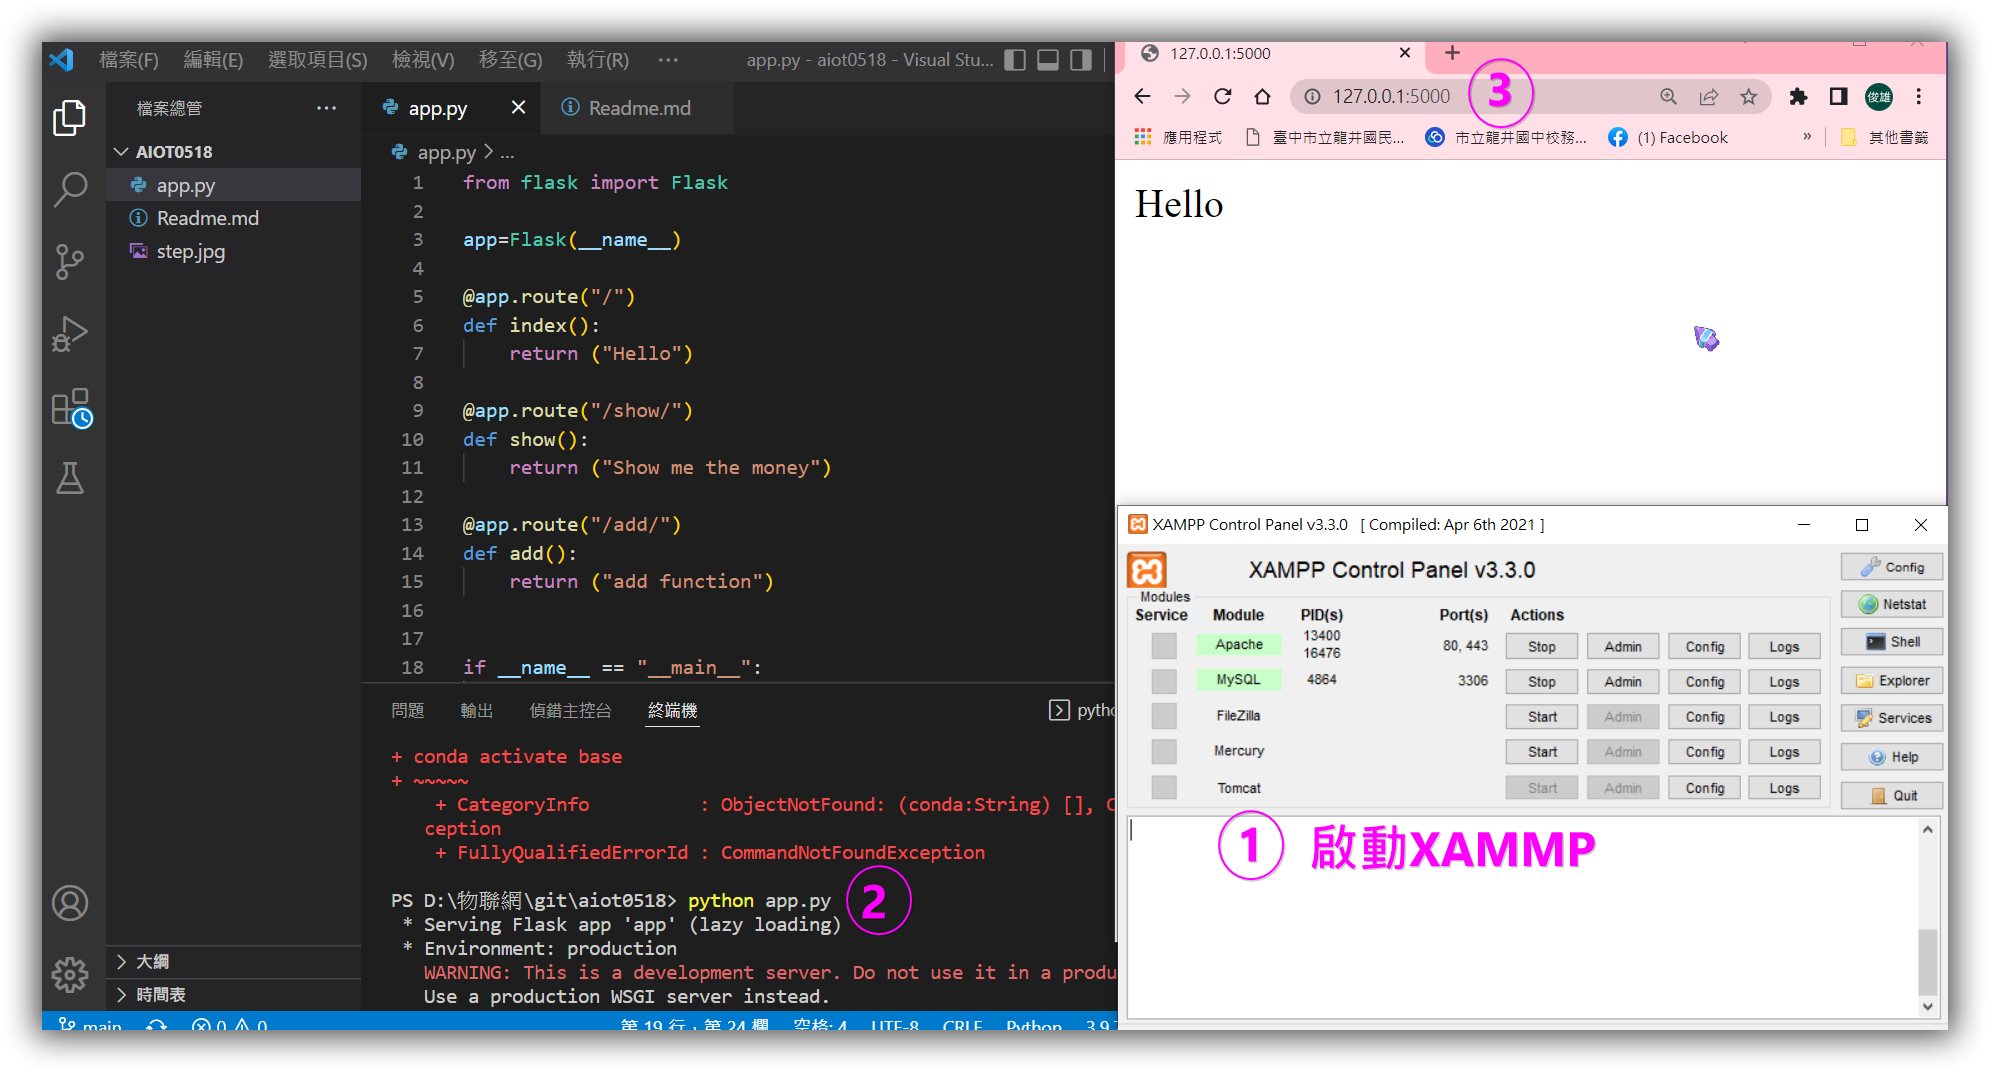 檔案(F) 編輯(E) 選取項目(S) 檢視(V) 移至(G) 執行(R) ··· app.py - aiot0518 - Visual Stu...
檔案總管 ···
AIOT0518
app.py
Readme.md
step.jpg
大綱
時間表
app.py Readme.md
app.py > ...
1 from flask import Flask
2
3 app=Flask(__name__)
4
5 @app.route("/")
6 def index():
7 return ("Hello")
8
9 @app.route("/show/")
10 def show():
11 return ("Show me the money")
12
13 @app.route("/add/")
14 def add():
15 return ("add function")
16
17
18 if __name__ == "__main__":
問題 輸出 偵錯主控台 終端機
+ conda activate base
+ ~~~~~
+ CategoryInfo : ObjectNotFound: (conda:String) [], C
ception
+ FullyQualifiedErrorId : CommandNotFoundException
PS D:\物聯網\git\aiot0518> python app.py
2
* Serving Flask app 'app' (lazy loading)
* Environment: production
WARNING: This is a development server. Do not use it in a produ
Use a production WSGI server instead.
main 0 0 第 19 行，第 24 欄 空格: 4 UTF-8 CRLF Python
127.0.0.1:5000
127.0.0.1:5000
3
俊雄
應用程式 臺中市立龍井國民... 市立龍井國中校務... (1) Facebook » 其他書籤
Hello
XAMPP Control Panel v3.3.0 [ Compiled: Apr 6th 2021 ]
XAMPP Control Panel v3.3.0
Modules
Service Module PID(s) Port(s) Actions
Apache 13400 16476 80, 443 Stop Admin Config Logs
MySQL 4864 3306 Stop Admin Config Logs
FileZilla Start Admin Config Logs
Mercury Start Admin Config Logs
Tomcat Start Admin Config Logs
Config
Netstat
Shell
Explorer
Services
Help
Quit
1 啟動XAMMP